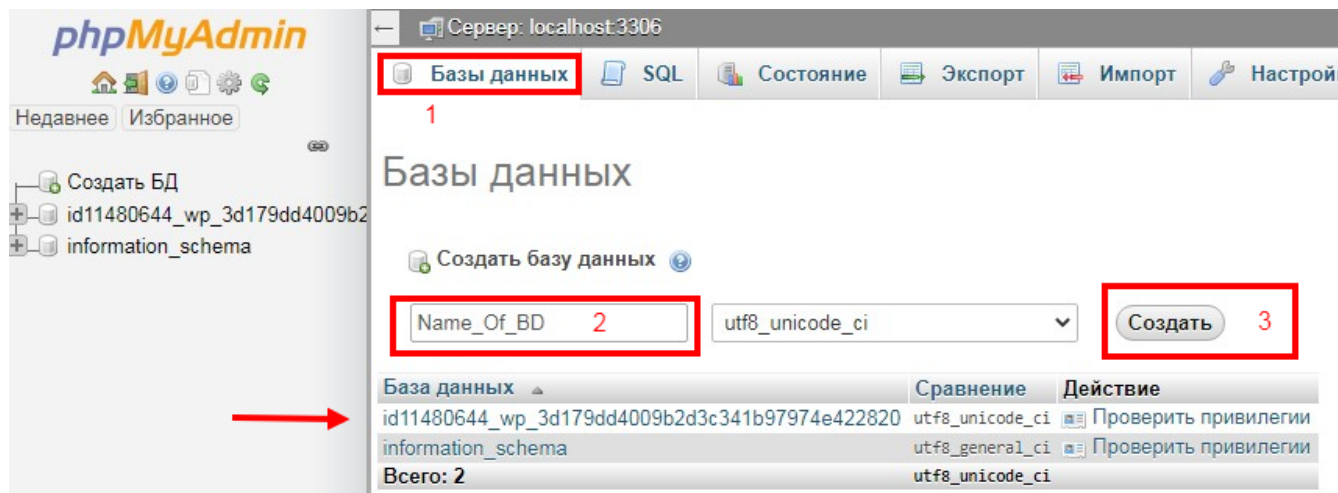 phpMyAdmin
Недавнее Избранное
Создать БД
id11480644_wp_3d179dd4009b2
information_schema
← Сервер: localhost:3306
Базы данных SQL Состояние Экспорт Импорт Настрой
1
Базы данных
Создать базу данных
Name_Of_BD 2 utf8_unicode_ci Создать 3
База данных Сравнение Действие
id11480644_wp_3d179dd4009b2d3c341b97974e422820 utf8_unicode_ci Проверить привилегии
information_schema utf8_general_ci Проверить привилегии
Всего: 2 utf8_unicode_ci